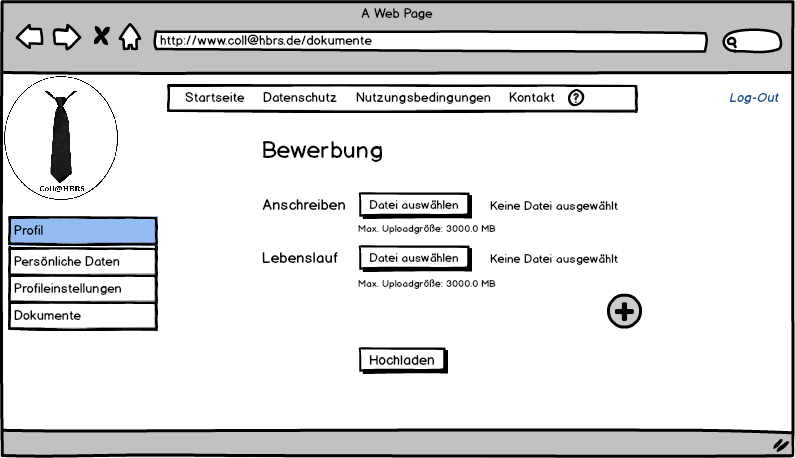 A Web Page
http://www.coll@hbrs.de/dokumente
Startseite Datenschutz Nutzungsbedingungen Kontakt ?
Log-Out
Coll@HBRS
Bewerbung
Anschreiben Datei auswählen Keine Datei ausgewählt
Max. Uploadgröße: 3000.0 MB
Profil
Persönliche Daten
Profileinstellungen
Dokumente
Lebenslauf Datei auswählen Keine Datei ausgewählt
Max. Uploadgröße: 3000.0 MB
Hochladen